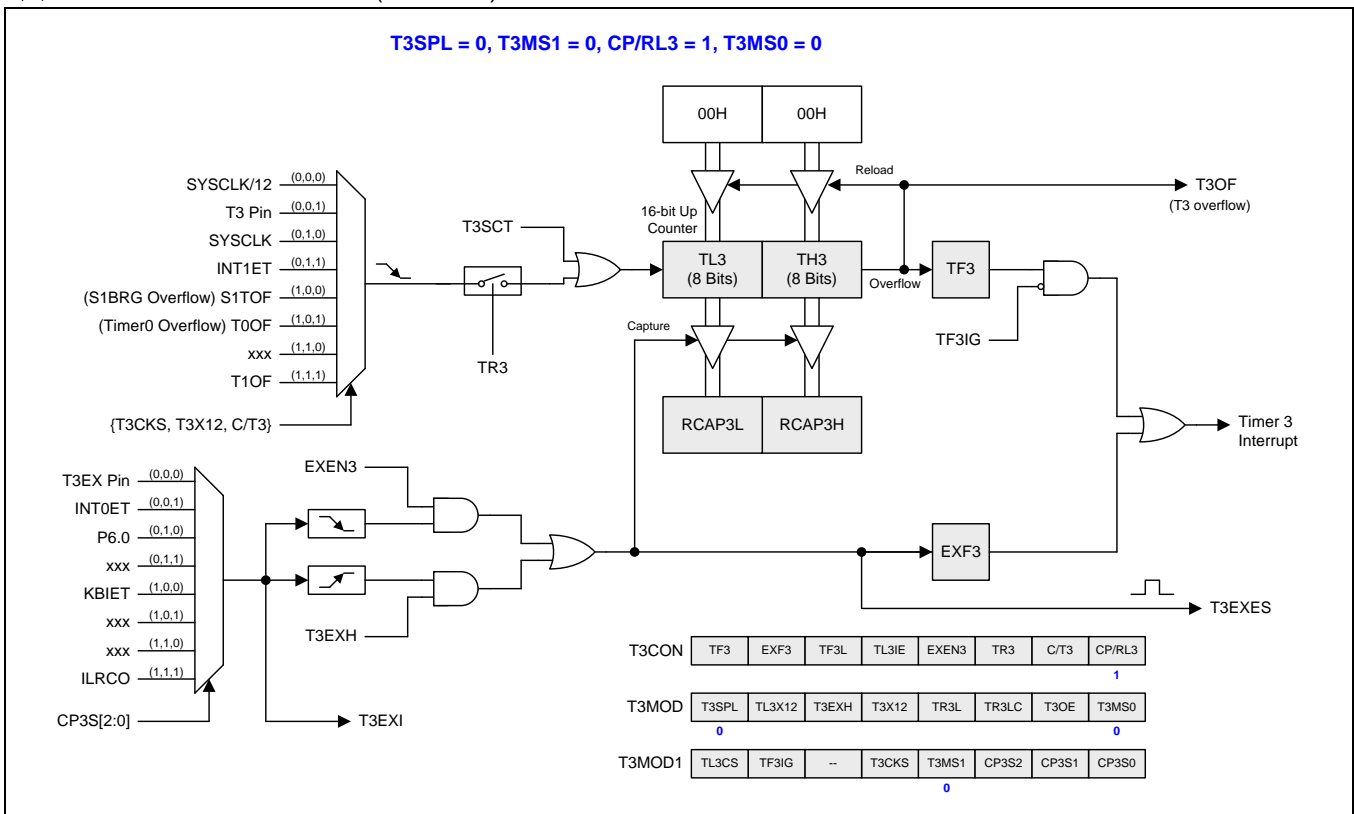 T3SPL = 0, T3MS1 = 0, CP/RL3 = 1, T3MS0 = 0
00H 00H
Reload
T3OF
(T3 overflow)
SYSCLK/12 (0,0,0)
T3 Pin (0,0,1)
SYSCLK (0,1,0)
INT1ET (0,1,1)
(S1BRG Overflow) S1TOF (1,0,0)
(Timer0 Overflow) T0OF (1,0,1)
xxx (1,1,0)
T1OF (1,1,1)
{T3CKS, T3X12, C/T3}
T3SCT
TR3
16-bit Up
Counter
TL3
(8 Bits)
TH3
(8 Bits)
Overflow
TF3
TF3IG
Capture
RCAP3L RCAP3H
Timer 3
Interrupt
T3EX Pin (0,0,0)
INT0ET (0,0,1)
P6.0 (0,1,0)
xxx (0,1,1)
KBIET (1,0,0)
xxx (1,0,1)
xxx (1,1,0)
ILRCO (1,1,1)
CP3S[2:0]
EXEN3
T3EXH
T3EXI
EXF3
T3EXES
T3CON TF3 EXF3 TF3L TL3IE EXEN3 TR3 C/T3 CP/RL3
1
T3MOD T3SPL TL3X12 T3EXH T3X12 TR3L TR3LC T3OE T3MS0
0 0
T3MOD1 TL3CS TF3IG -- T3CKS T3MS1 CP3S2 CP3S1 CP3S0
0